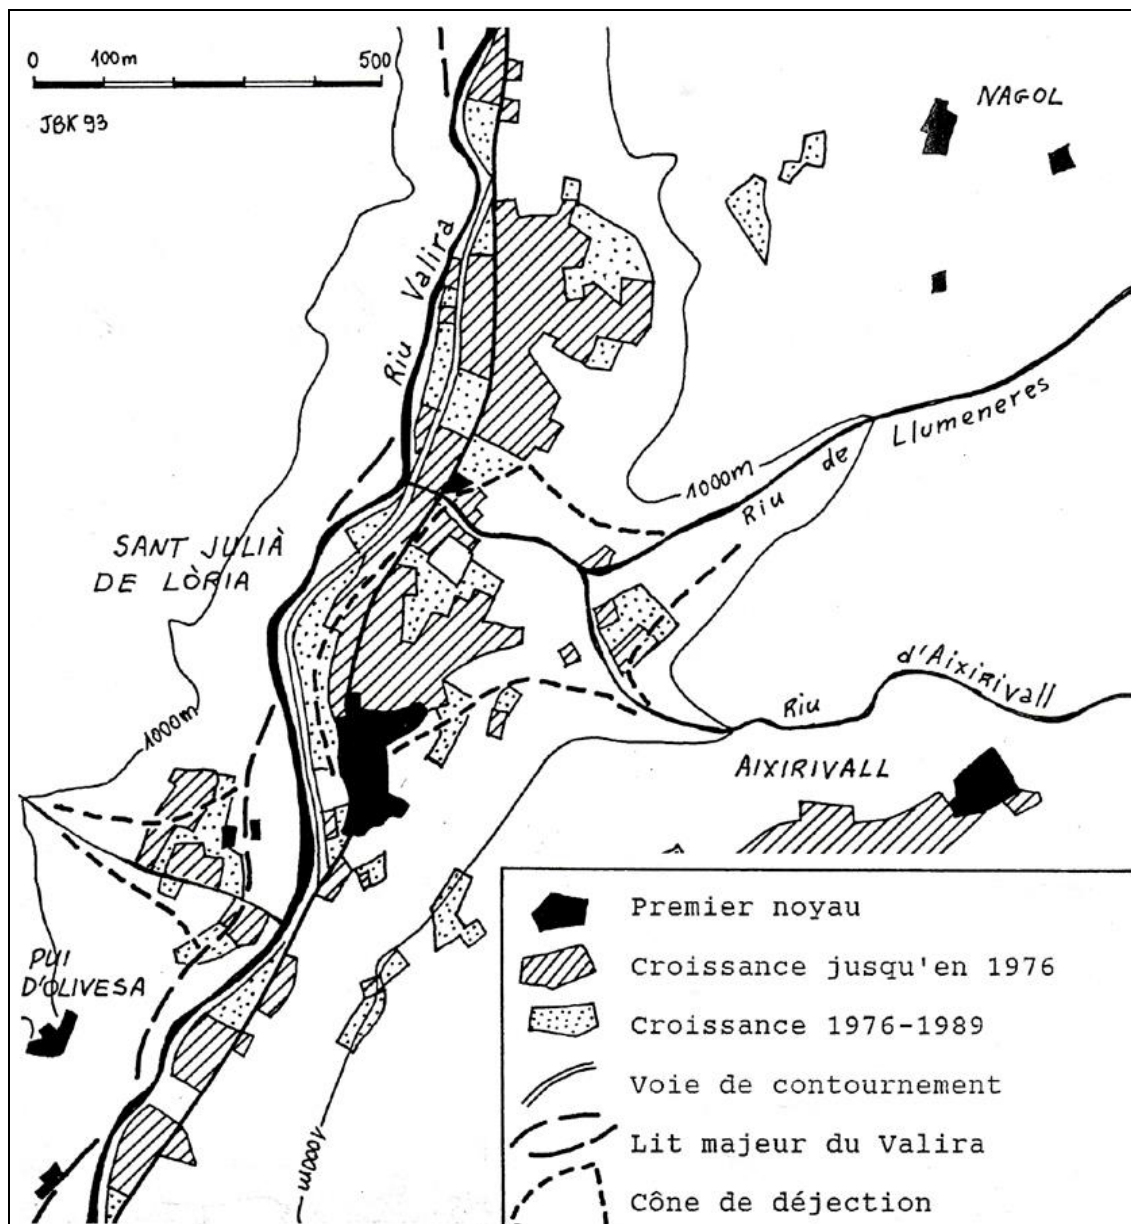 0 100m 500
JBK 93
NAGOL
Riu Valira
Riu de Llumeneres
1000m
SANT JULIÀ
DE LÒRIA
1000m
Riu d'Aixirivall
AIXIRIVALL
PUI
D'OLIVESA
1000m
Premier noyau
Croissance jusqu'en 1976
Croissance 1976-1989
Voie de contournement
Lit majeur du Valira
Cône de déjection